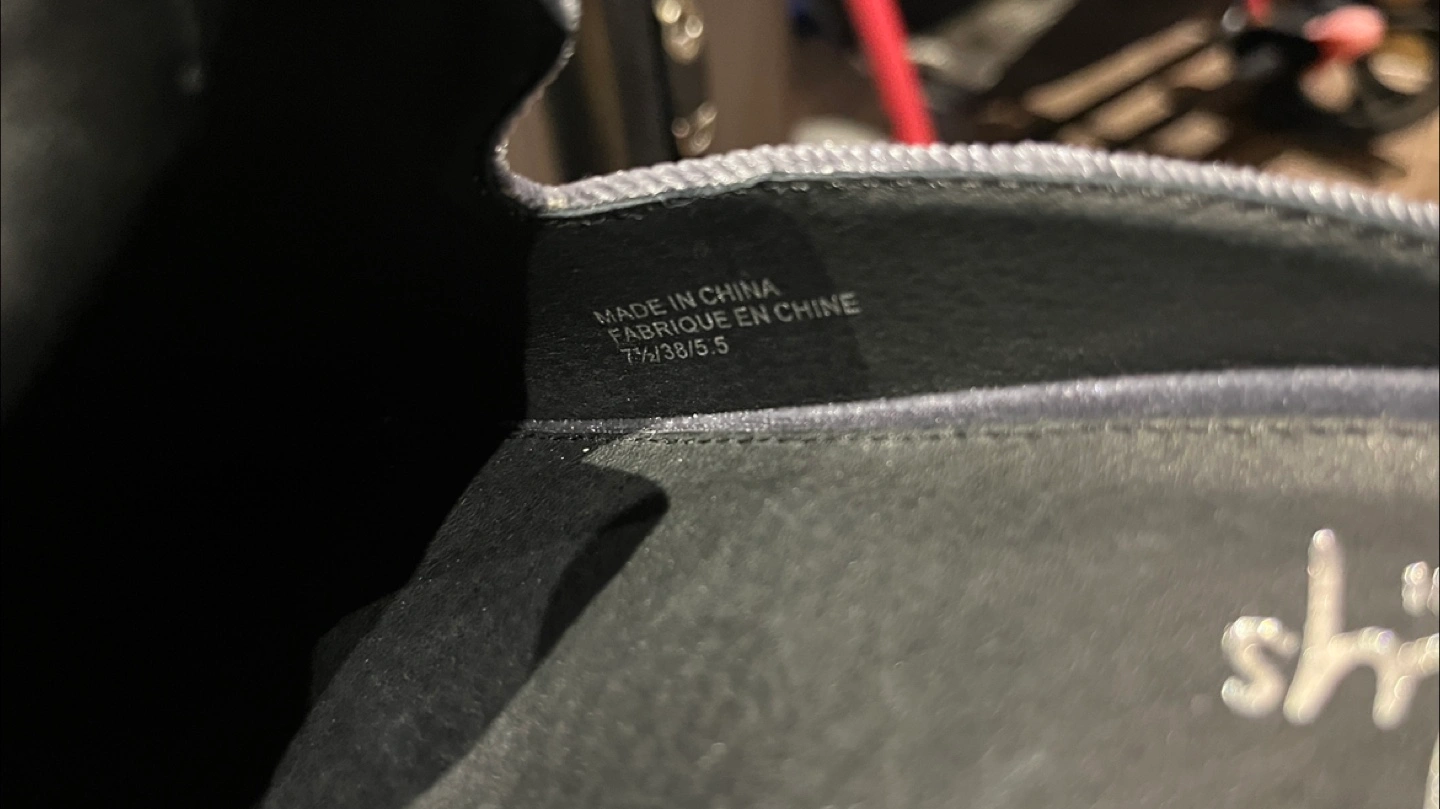 MADE IN CHINA
FABRIQUE EN CHINE
7½/38/5.5